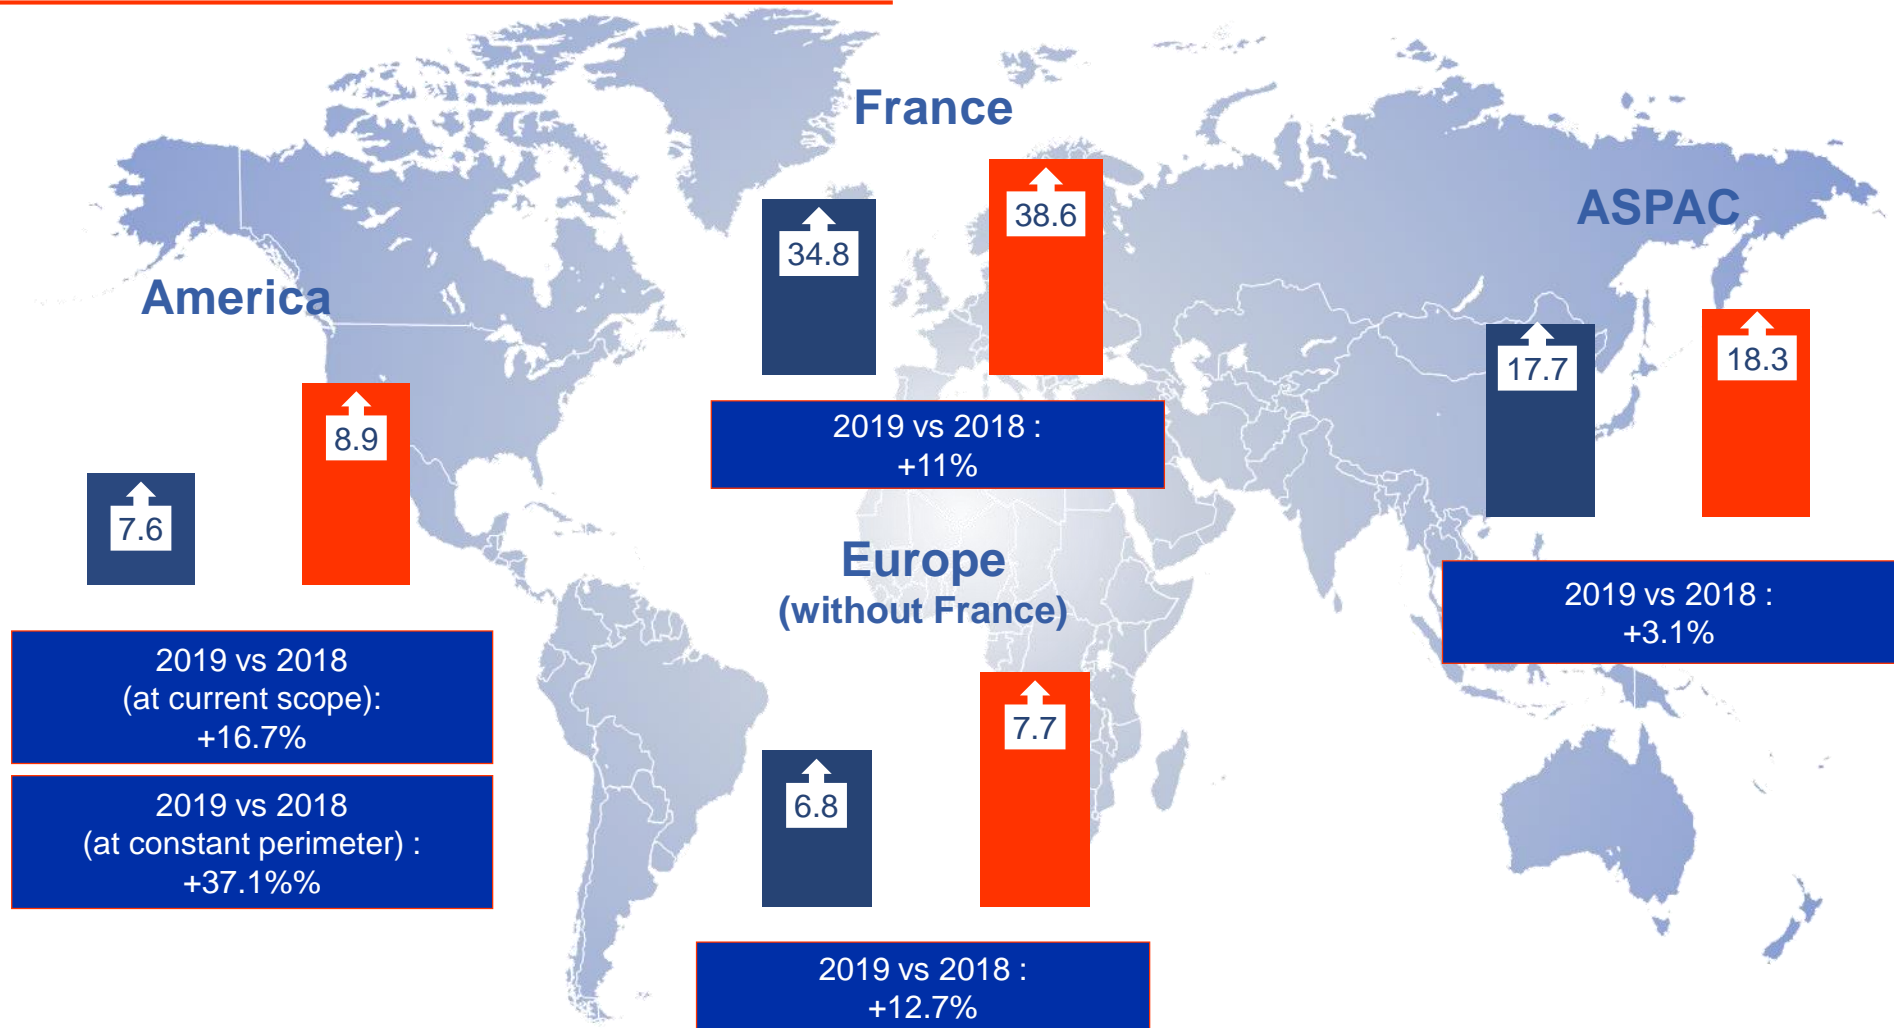 France
34.8
38.6
2019 vs 2018 :
+11%
ASPAC
17.7
18.3
2019 vs 2018 :
+3.1%
America
7.6
8.9
2019 vs 2018
(at current scope):
+16.7%
2019 vs 2018
(at constant perimeter) :
+37.1%%
Europe
(without France)
6.8
7.7
2019 vs 2018 :
+12.7%